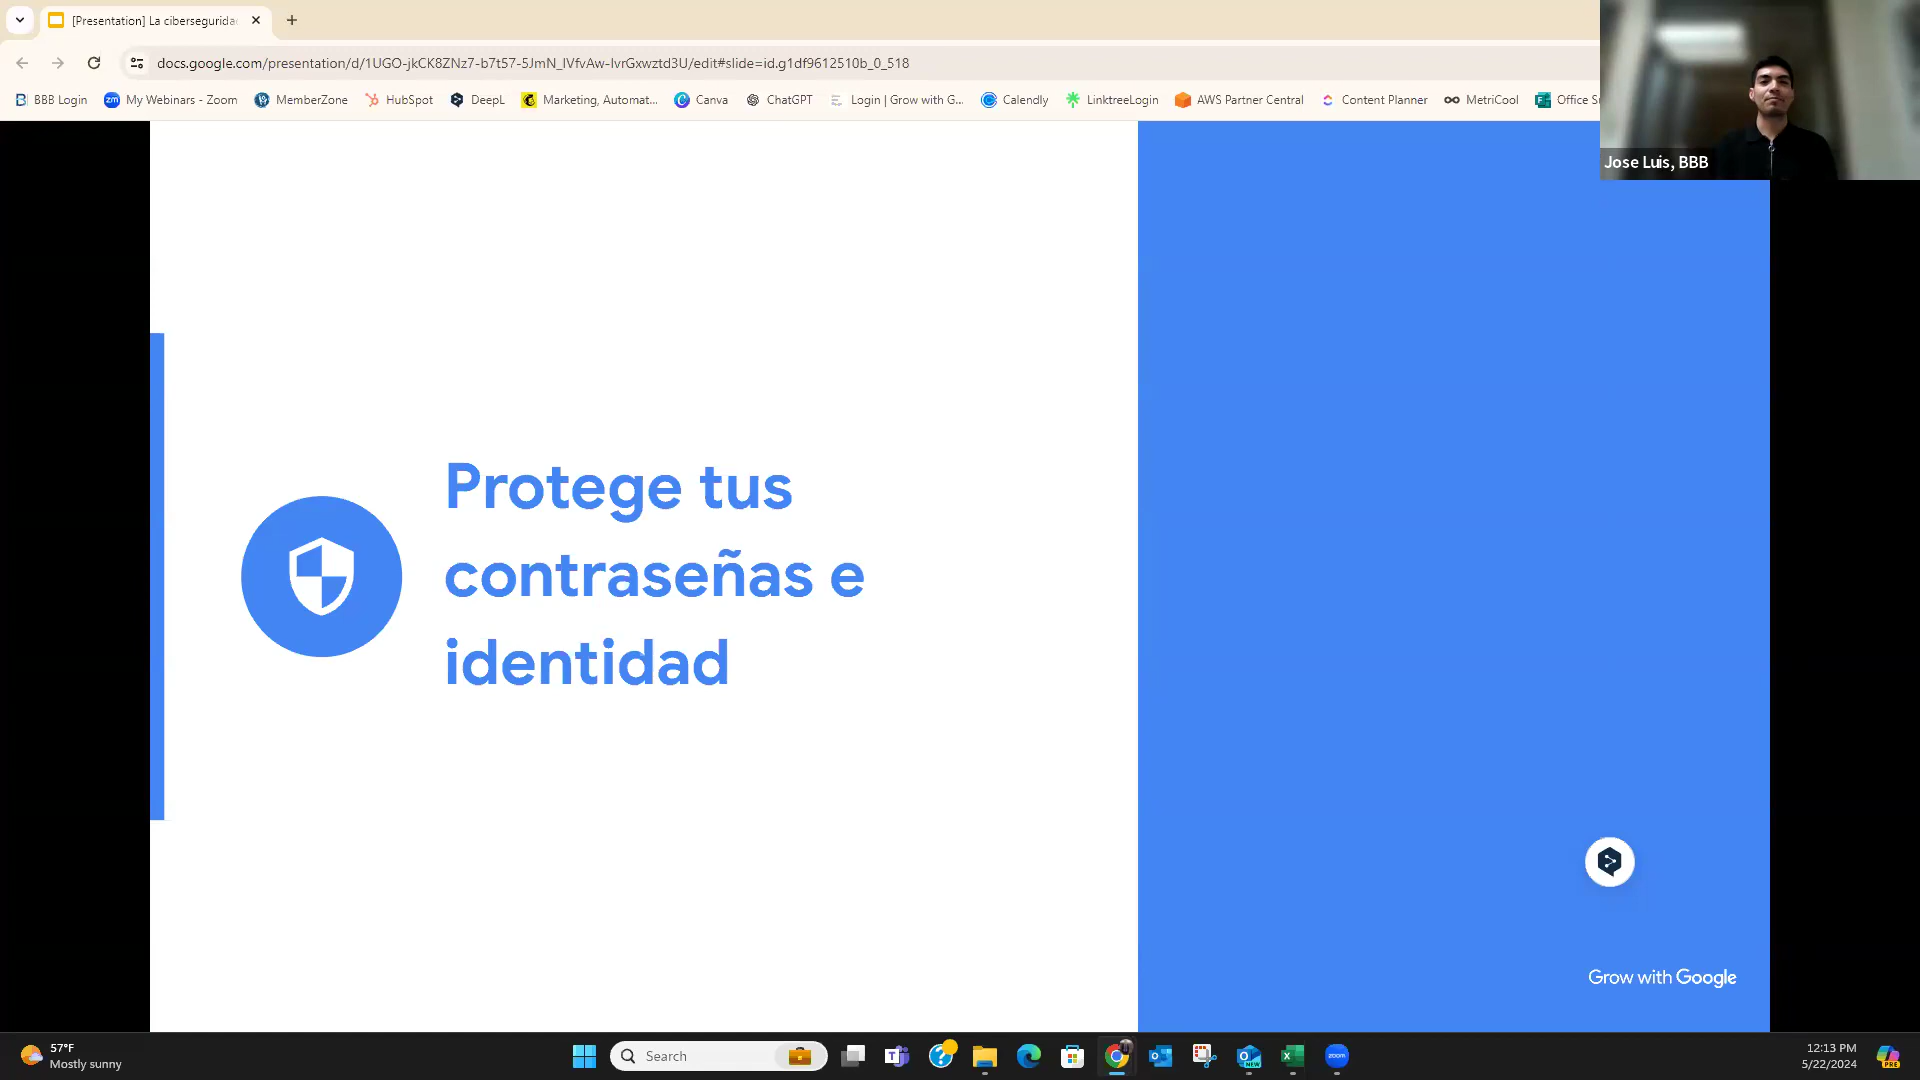 [Presentation] La cibersegurida
docs.google.com/presentation/d/1UGO-jkCK8ZNz7-b7t57-5JmN_lVfvAw-lvrGxwztd3U/edit#slide=id.g1df9612510b_0_518
BBB Login My Webinars - Zoom MemberZone HubSpot DeepL Marketing, Automat... Canva ChatGPT Login | Grow with G... Calendly LinktreeLogin AWS Partner Central Content Planner MetriCool Office S
Jose Luis, BBB
Protege tus
contraseñas e
identidad
Grow with Google
57°F
Mostly sunny
Search
12:13 PM
5/22/2024